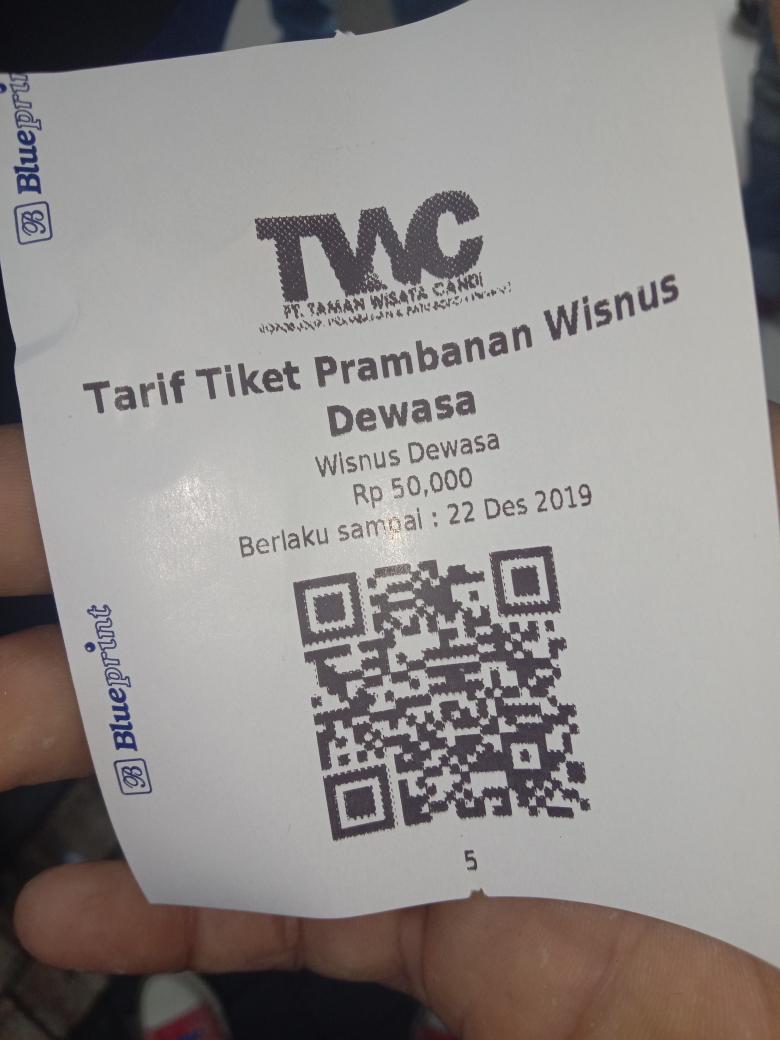 TWC
PT. TAMAN WISATA CANDI
Tarif Tiket Prambanan Wisnus
Dewasa
Wisnus Dewasa
Rp 50,000
Berlaku sampai : 22 Des 2019
5
Blueprint
Blueprint